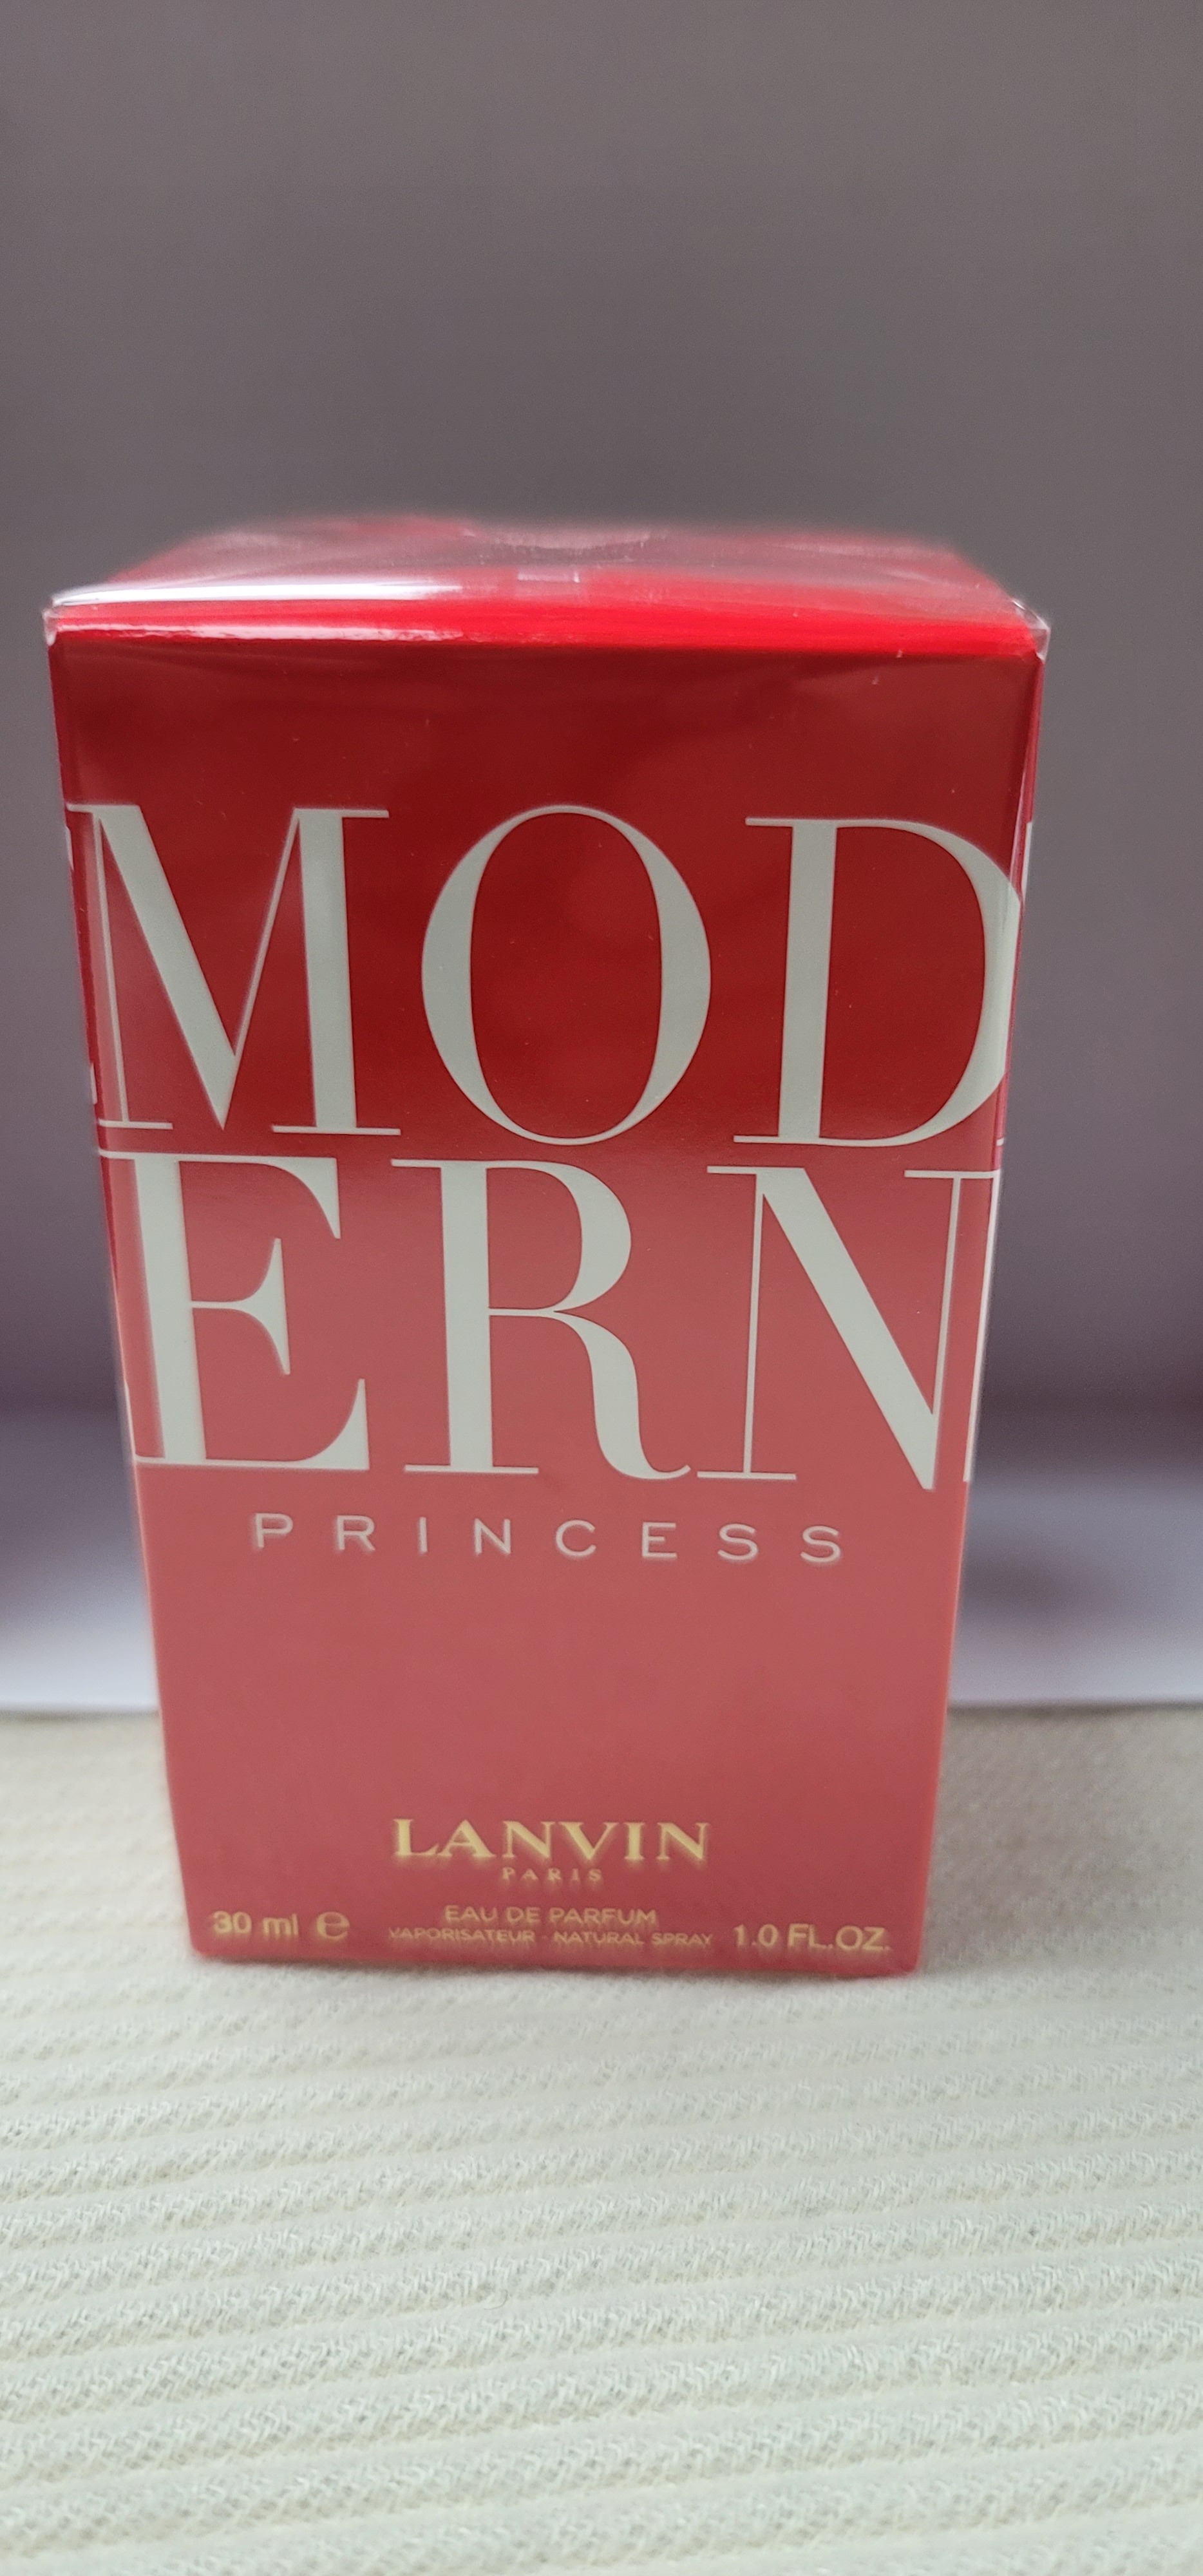 MOD
ERN
PRINCESS
LANVIN
PARIS
EAU DE PARFUM
30 ml ℮ VAPORISATEUR · NATURAL SPRAY 1.0 FL.OZ.